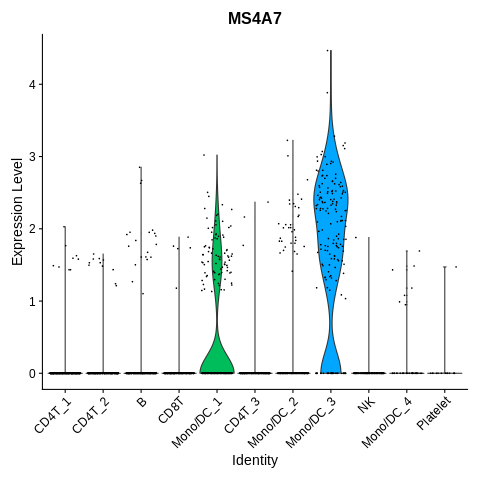 MS4A7
Expression Level
4
3
2
1
0
CD4T_1
CD4T_2
B
CD8T
Mono/DC_1
CD4T_3
Mono/DC_2
Mono/DC_3
NK
Mono/DC_4
Platelet
Identity